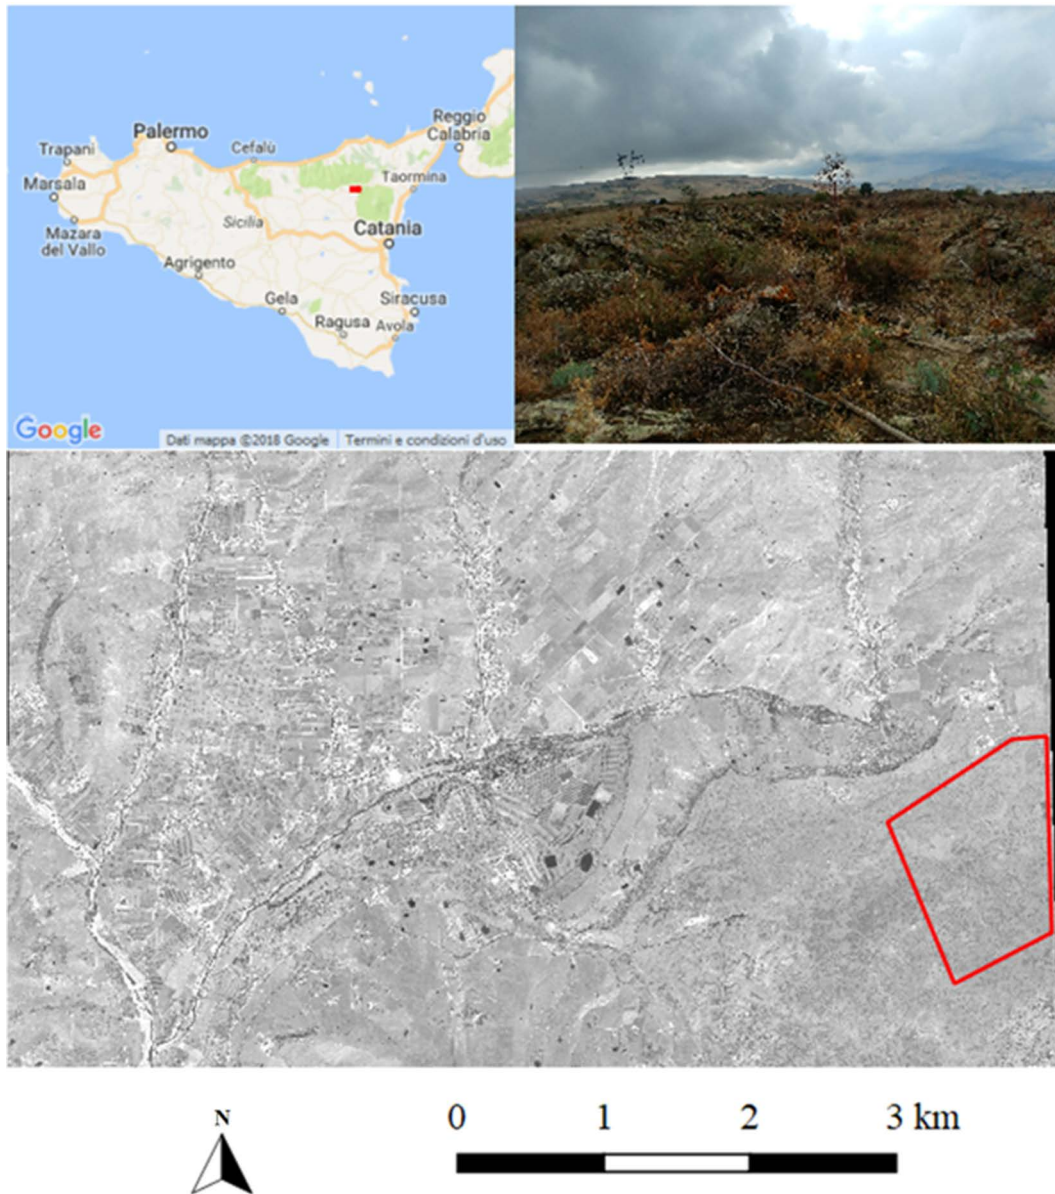 Reggio
Calabria
Palermo
Trapani
Cefalù
Marsala
Taormina
Mazara
del Vallo
Sicilia
Catania
Agrigento
Gela
Siracusa
Ragusa
Avola
Google
Dati mappa ©2018 Google
Termini e condizioni d'uso
N
0 1 2 3 km